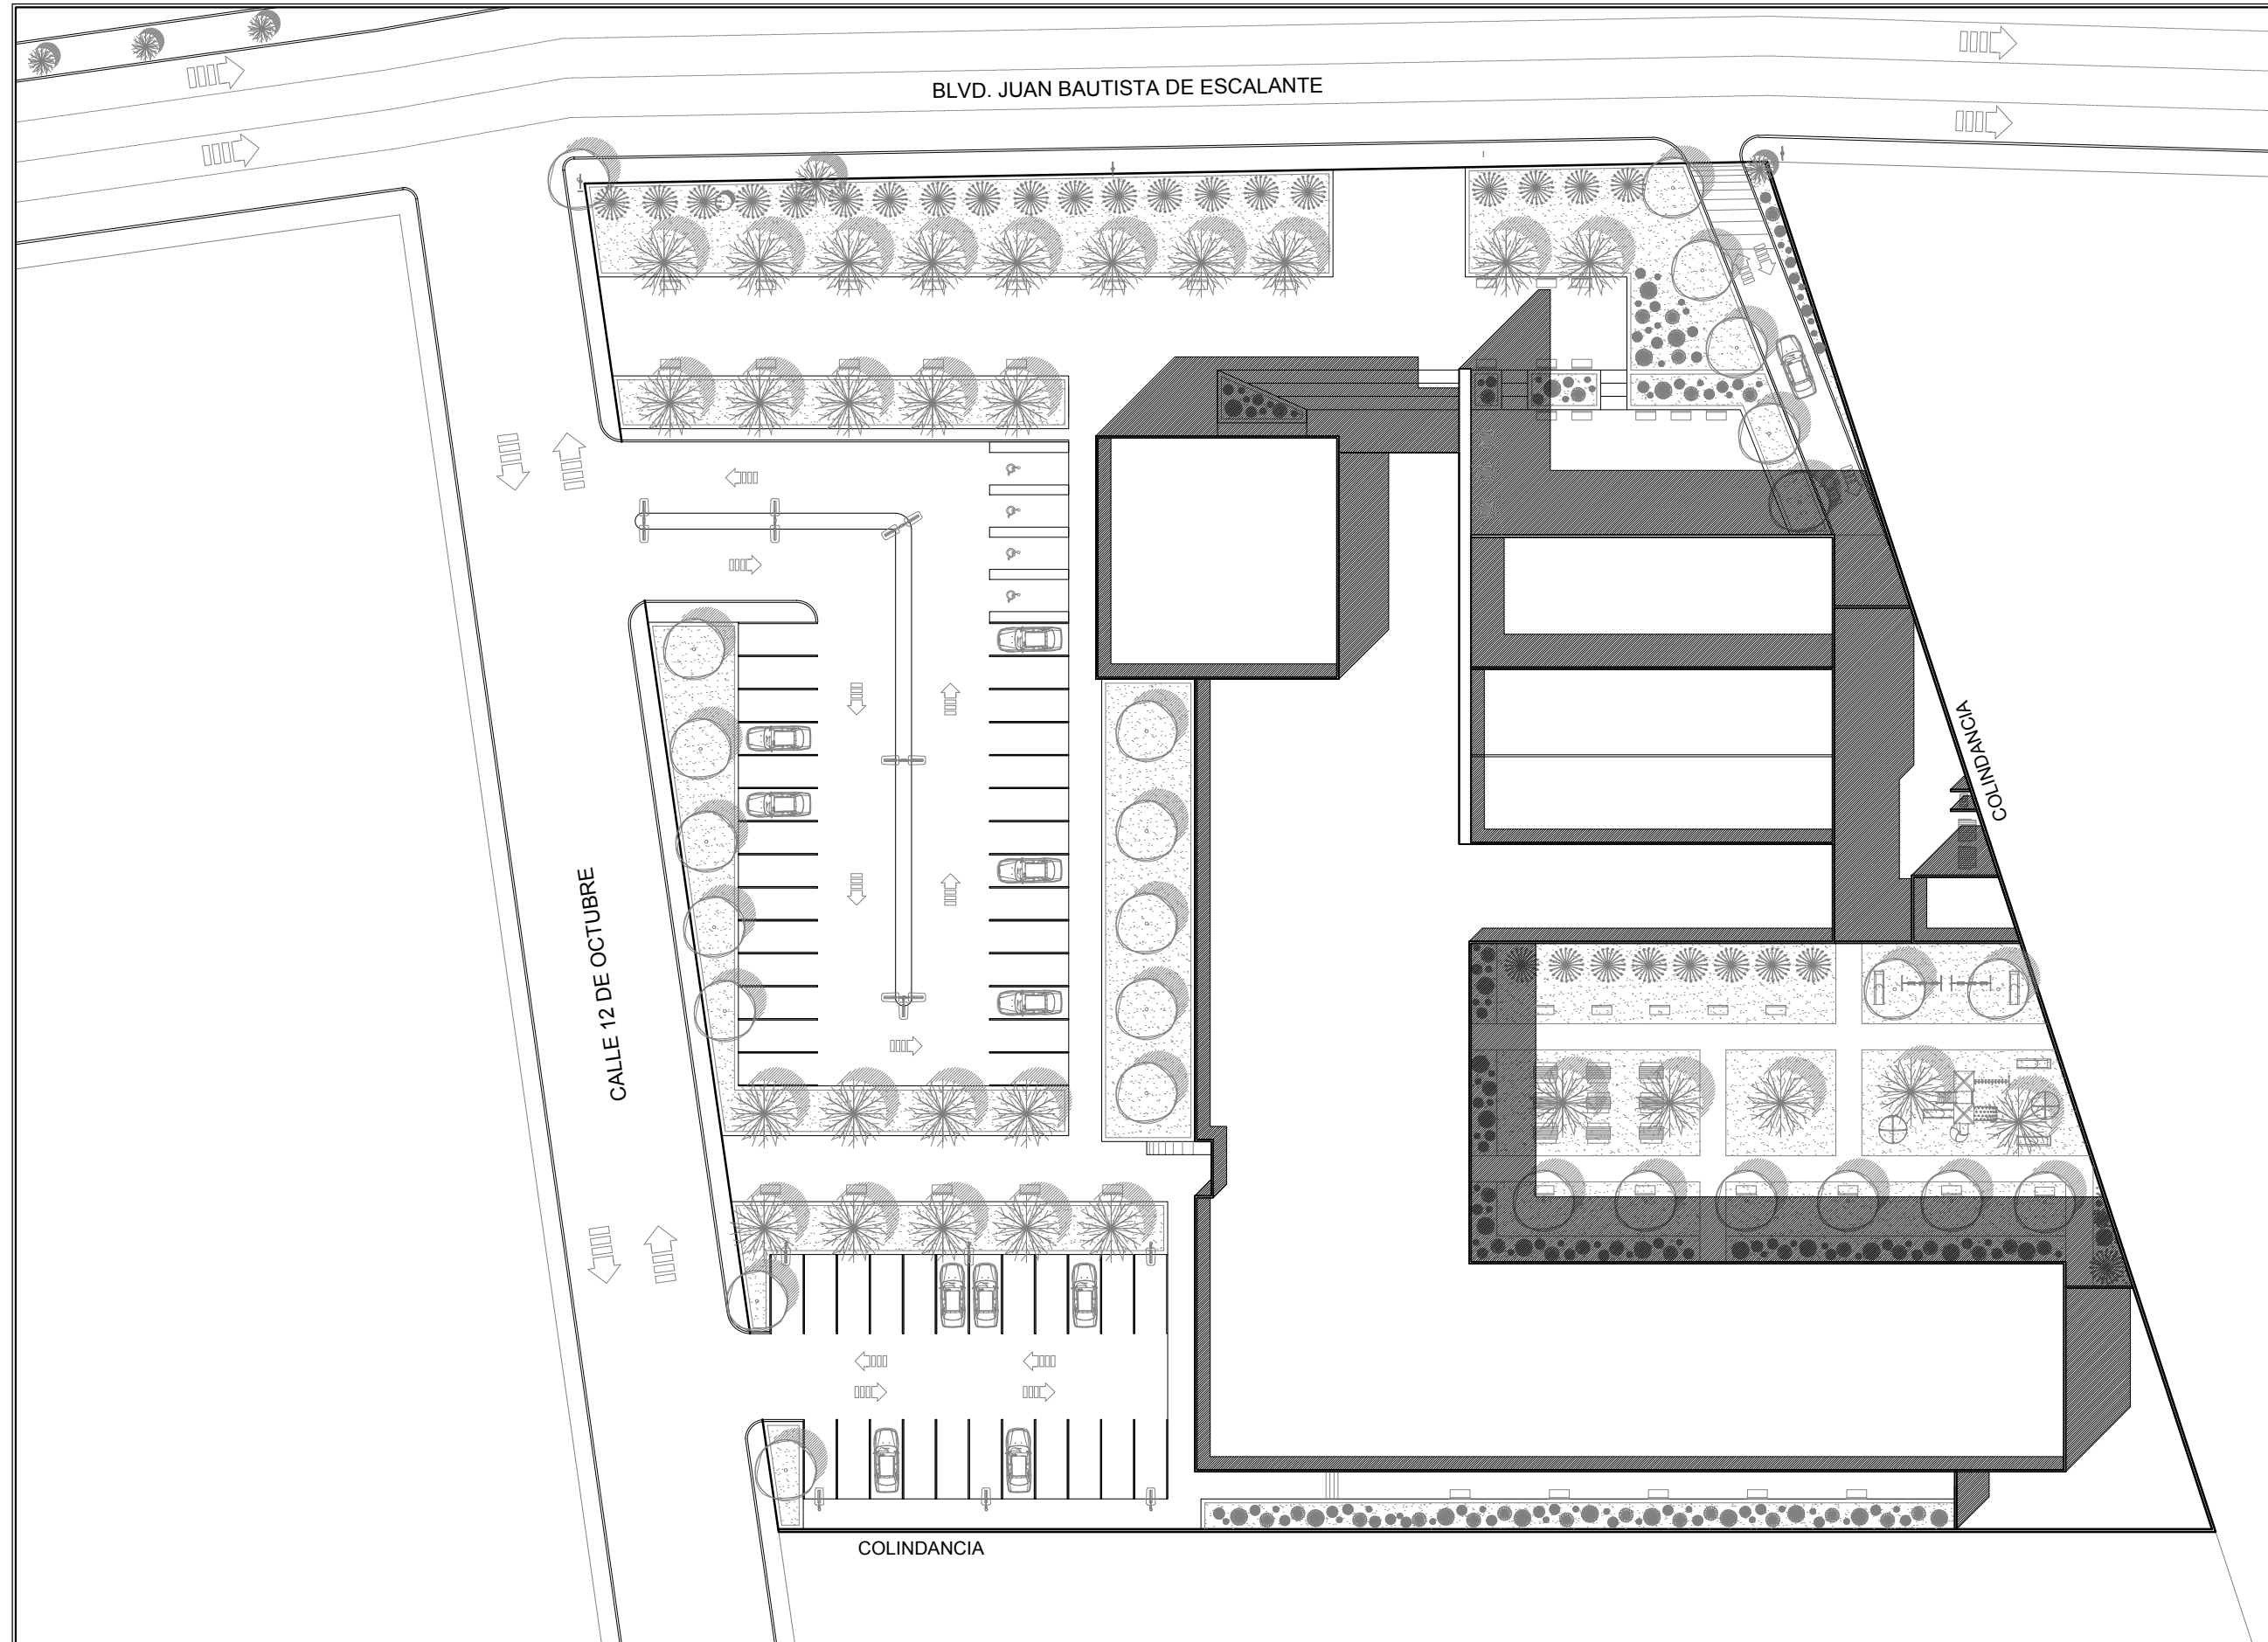 BLVD. JUAN BAUTISTA DE ESCALANTE
COLINDANCIA
CALLE 12 DE OCTUBRE
COLINDANCIA